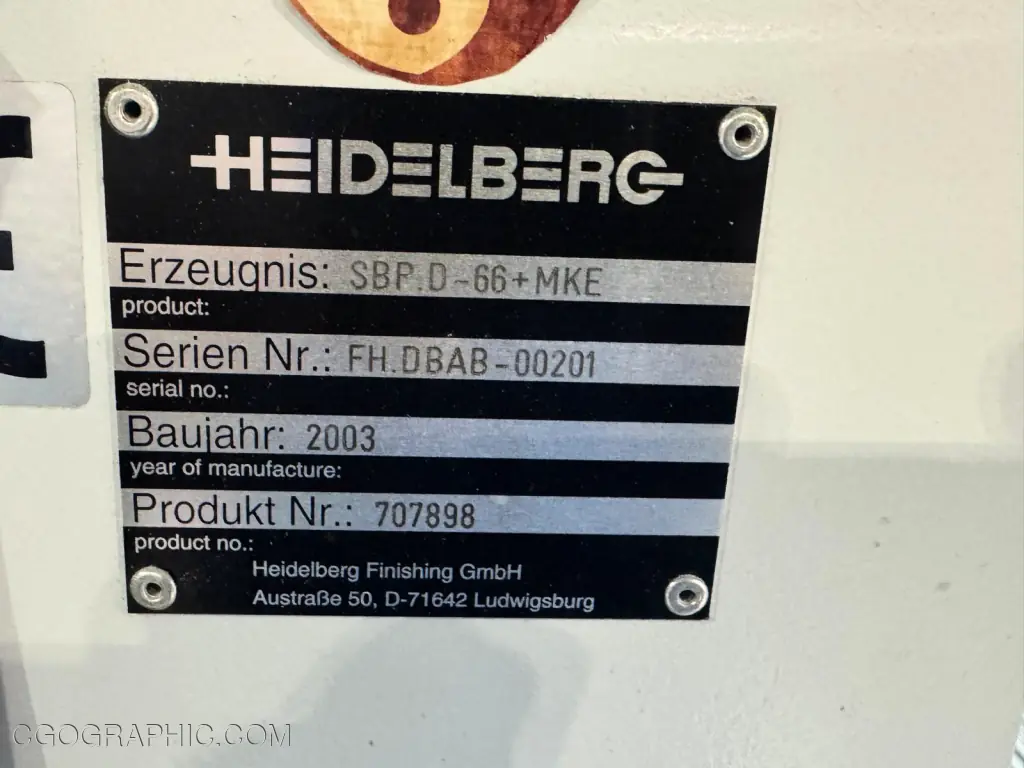 HEIDELBERG
Erzeugnis: SBP.D-66+MKE
product:
Serien Nr.: FH.DBAB-00201
serial no.:
Baujahr: 2003
year of manufacture:
Produkt Nr.: 707898
product no.:
Heidelberg Finishing GmbH
Austraße 50, D-71642 Ludwigsburg
CGOGRAPHIC.COM